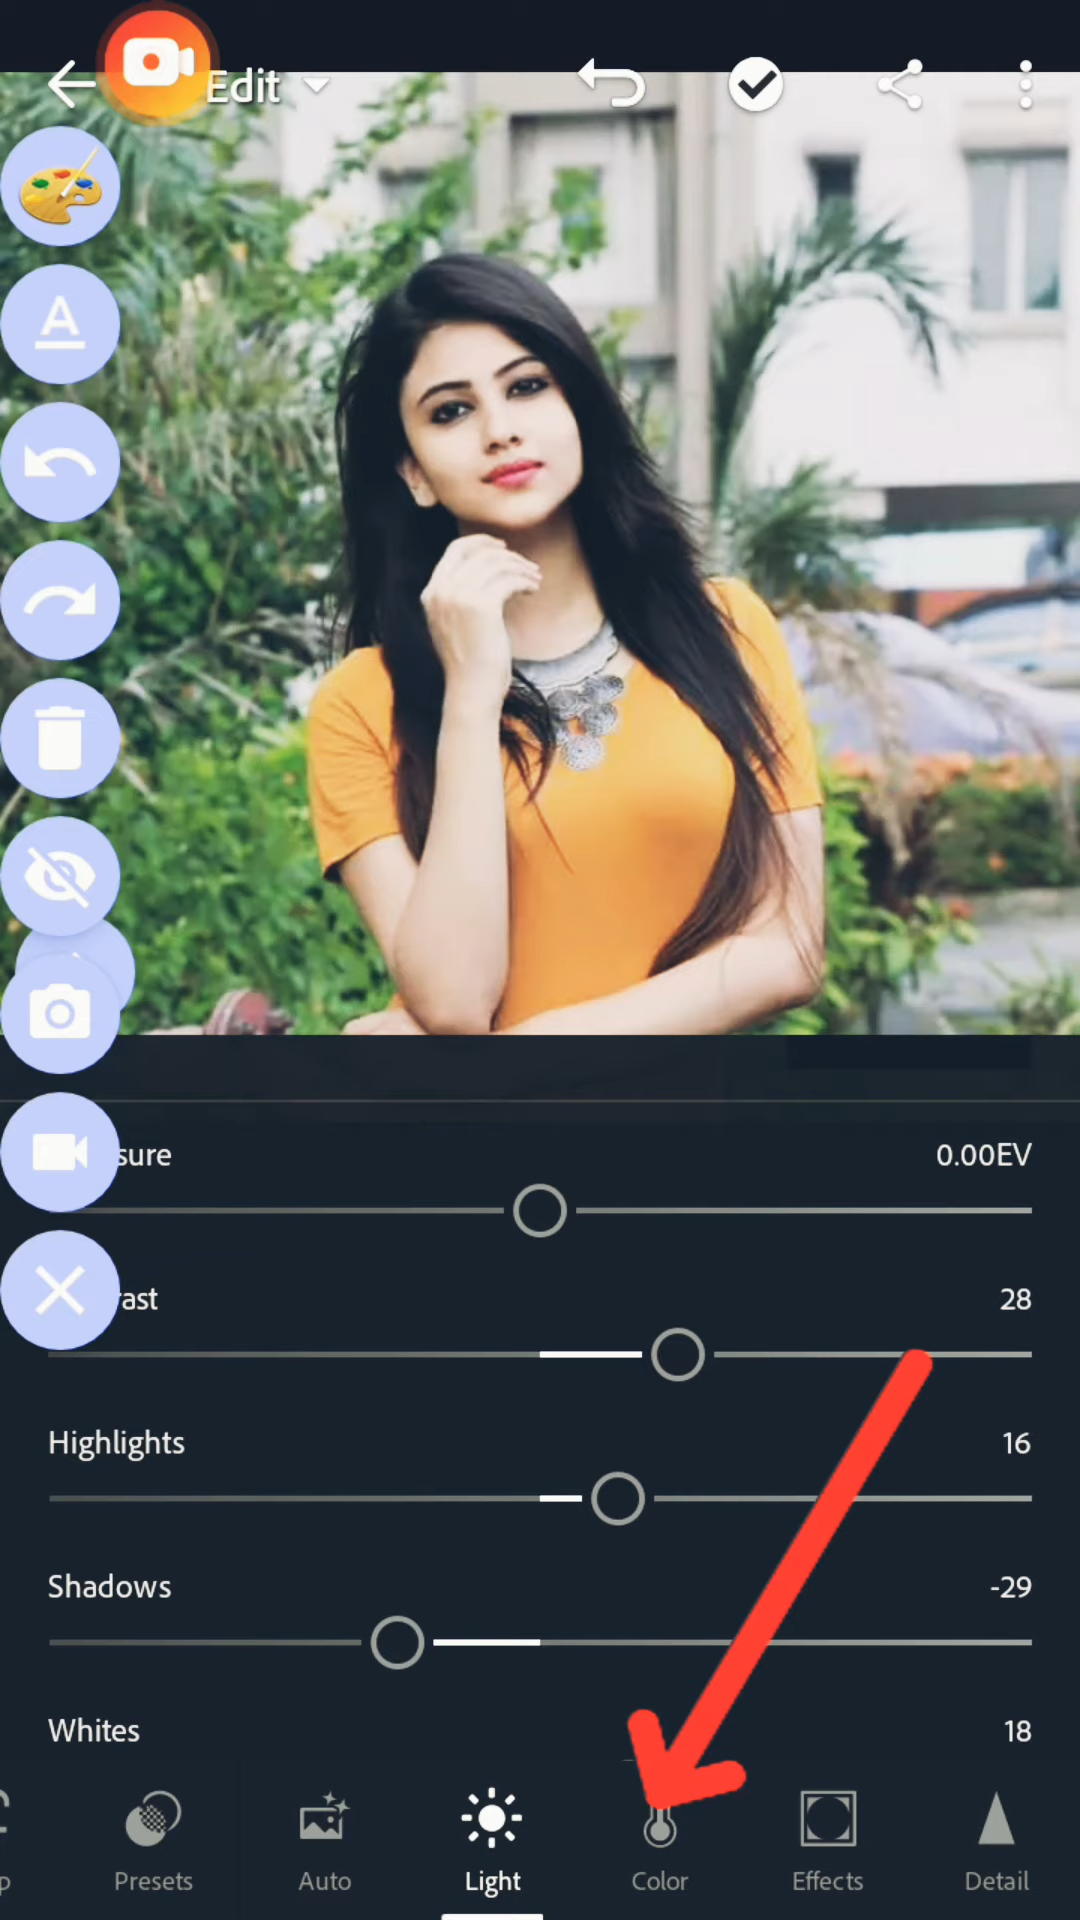 Edit
A
sure
0.00EV
rast
28
Highlights
16
Shadows
-29
Whites
18
p
Presets
Auto
Light
Color
Effects
Detail